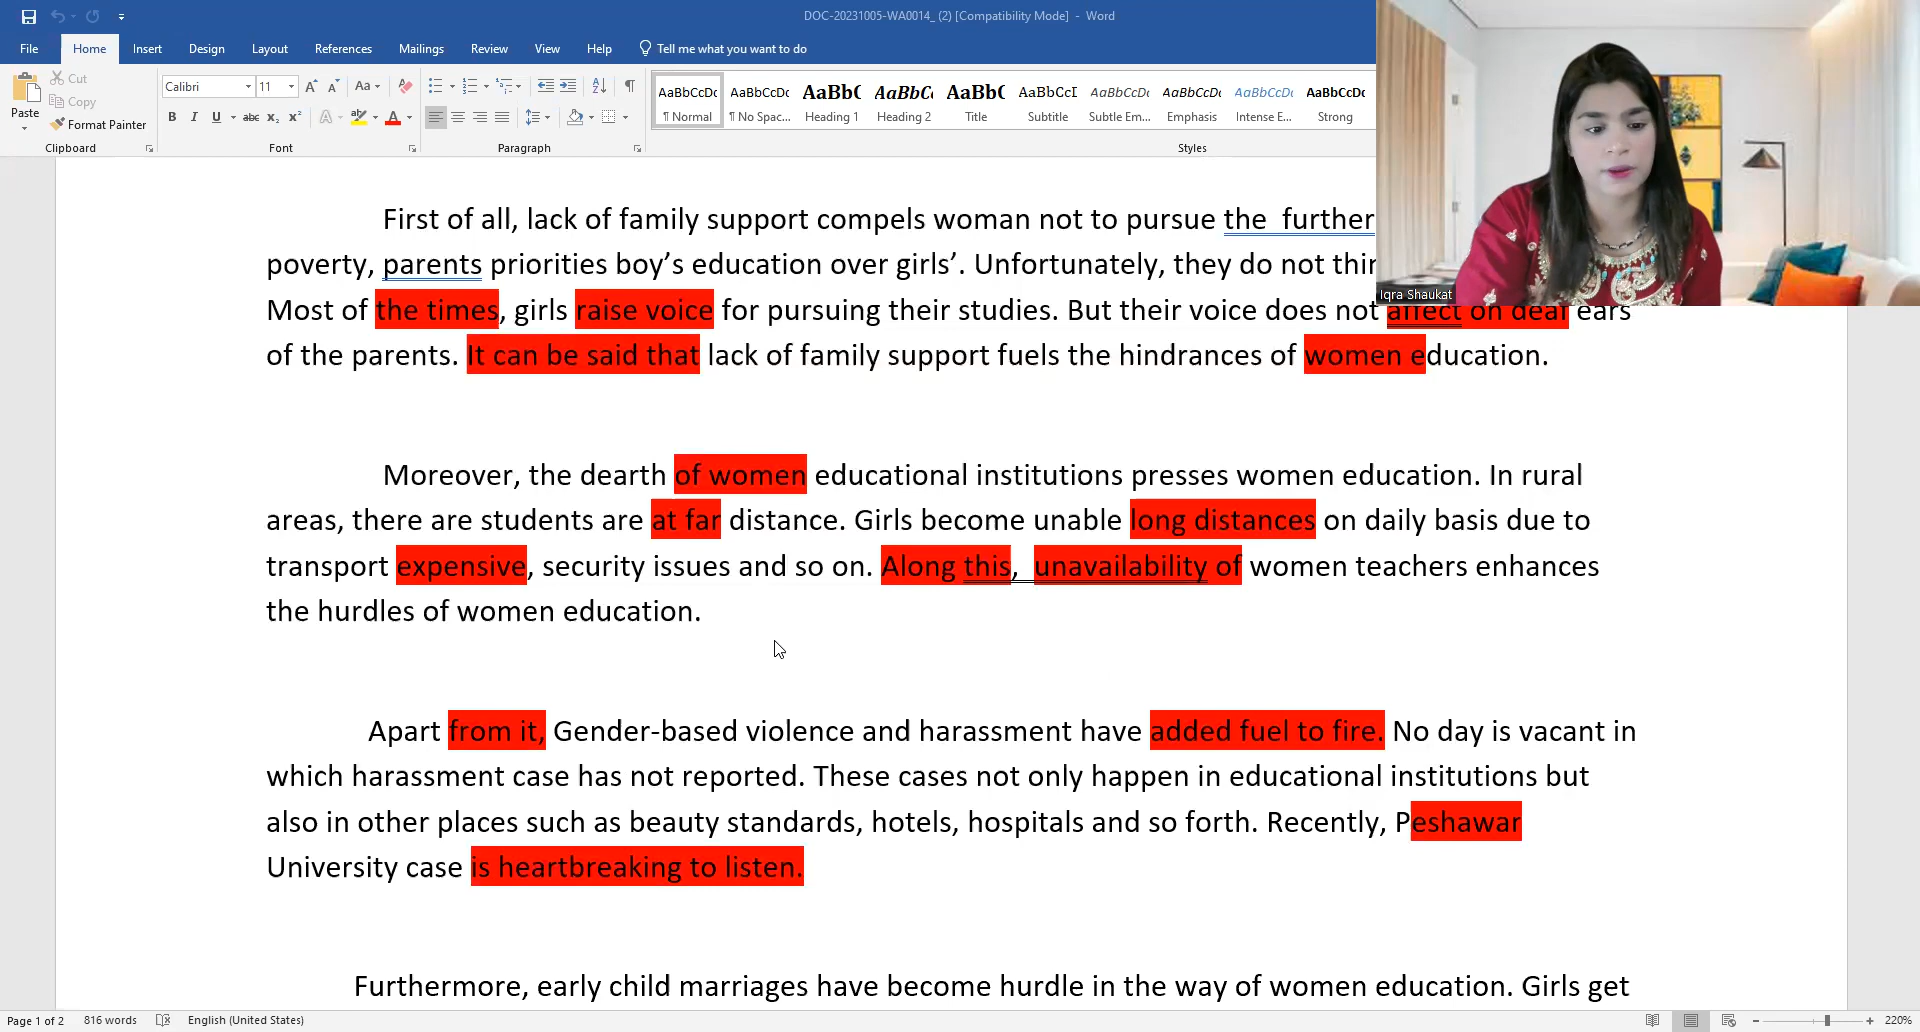 DOC-20231005-WA0014_ (2) [Compatibility Mode] - Word
File Home Insert Design Layout References Mailings Review View Help Tell me what you want to do
Paste
Cut
Copy
Format Painter
Clipboard
Calibri 11
Font
Paragraph
AaBbCcDc AaBbCcDc AaBbC AaBbC AaBbC AaBbCcI AaBbCcDc AaBbCcDc AaBbCcDc AaBbCcDc
¶ Normal ¶ No Spac... Heading 1 Heading 2 Title Subtitle Subtle Em... Emphasis Intense E... Strong
Styles
Iqra Shaukat
First of all, lack of family support compels woman not to pursue the further
poverty, parents priorities boy's education over girls'. Unfortunately, they do not
Most of the times, girls raise voice for pursuing their studies. But their voice does not affect on deaf ears
of the parents. It can be said that lack of family support fuels the hindrances of women education.
Moreover, the dearth of women educational institutions presses women education. In rural
areas, there are students are at far distance. Girls become unable long distances on daily basis due to
transport expensive, security issues and so on. Along this, unavailability of women teachers enhances
the hurdles of women education.
Apart from it, Gender-based violence and harassment have added fuel to fire. No day is vacant in
which harassment case has not reported. These cases not only happen in educational institutions but
also in other places such as beauty standards, hotels, hospitals and so forth. Recently, Peshawar
University case is heartbreaking to listen.
Furthermore, early child marriages have become hurdle in the way of women education. Girls get
Page 1 of 2 816 words English (United States) 220%